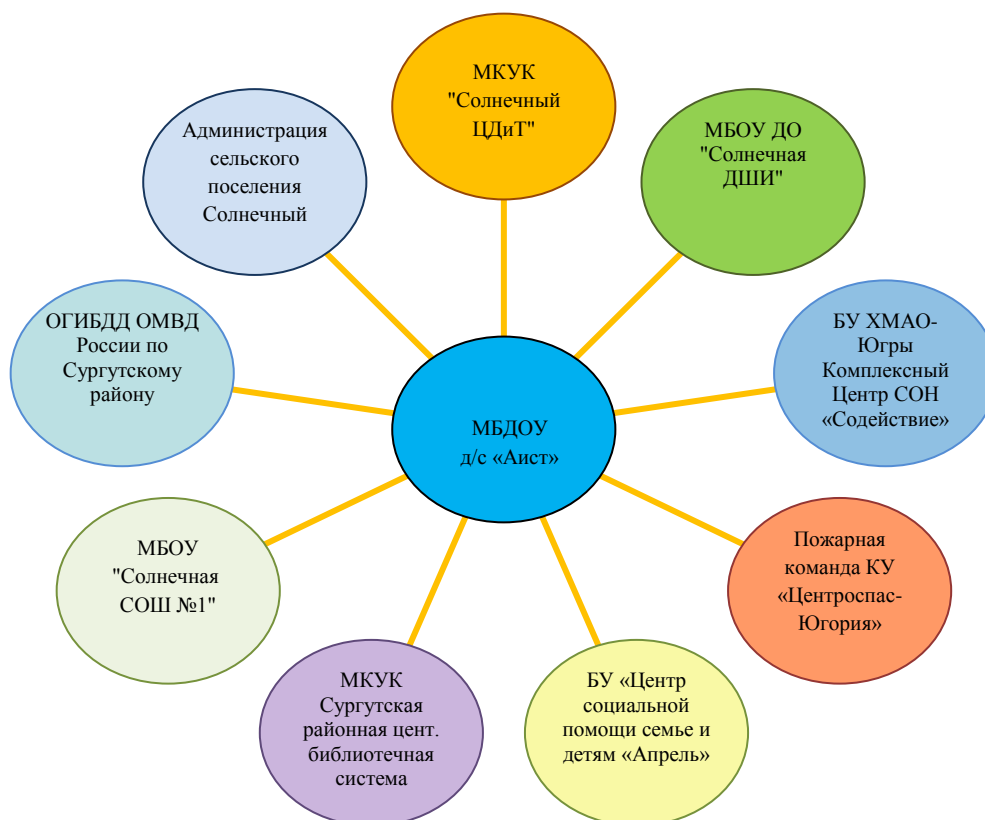 МКУК
"Солнечный
ЦДиТ"
МБОУ ДО
"Солнечная
ДШИ"
БУ ХМАО-
Югры
Комплексный
Центр СОН
«Содействие»
Пожарная
команда КУ
«Центроспас-
Югория»
БУ «Центр
социальной
помощи семье и
детям «Апрель»
МКУК
Сургутская
районная цент.
библиотечная
система
МБОУ
"Солнечная
СОШ №1"
ОГИБДД ОМВД
России по
Сургутскому
району
Администрация
сельского
поселения
Солнечный
МБДОУ
д/с «Аист»